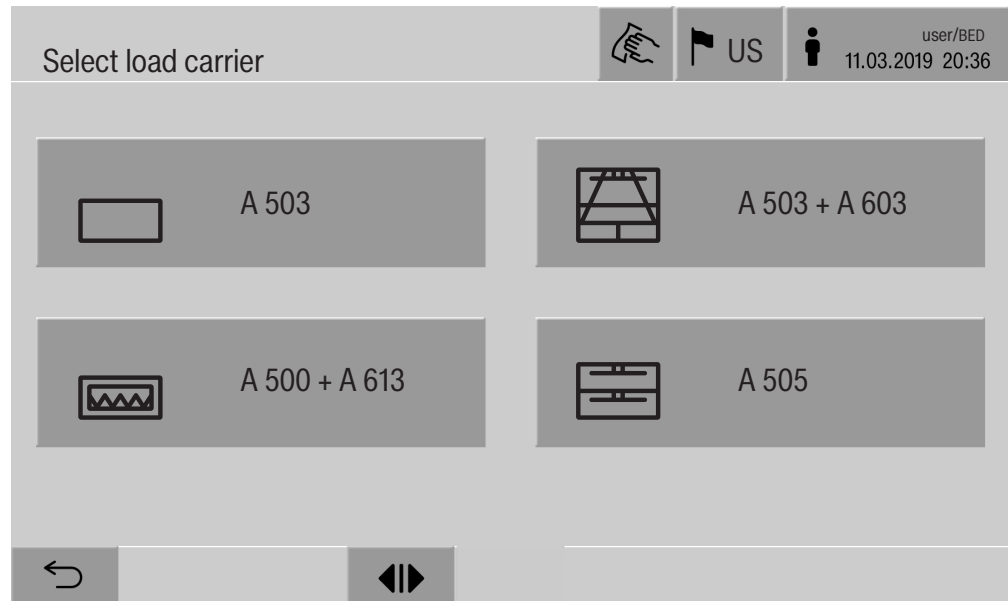 Select load carrier
US
user/BED
11.03.2019 20:36
A 503
A 503 + A 603
A 500 + A 613
A 505